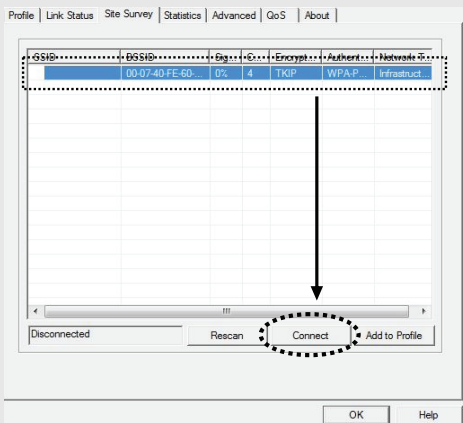 Profile Link Status Site Survey Statistics Advanced QoS About
SSID BSSID Sig... C... Encrypt... Authent... Network T...
00-07-40-FE-60-... 0% 4 TKIP WPA-P... Infrastruct...
Disconnected Rescan Connect Add to Profile
OK Help